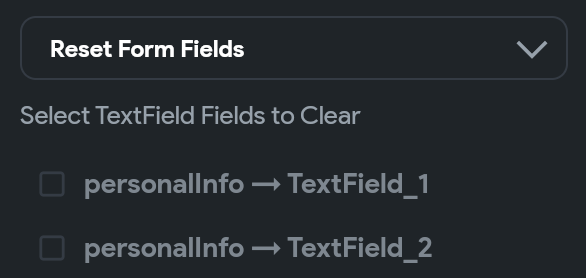 Reset Form Fields
Select TextField Fields to Clear
personalInfo → TextField_1
personalInfo → TextField_2